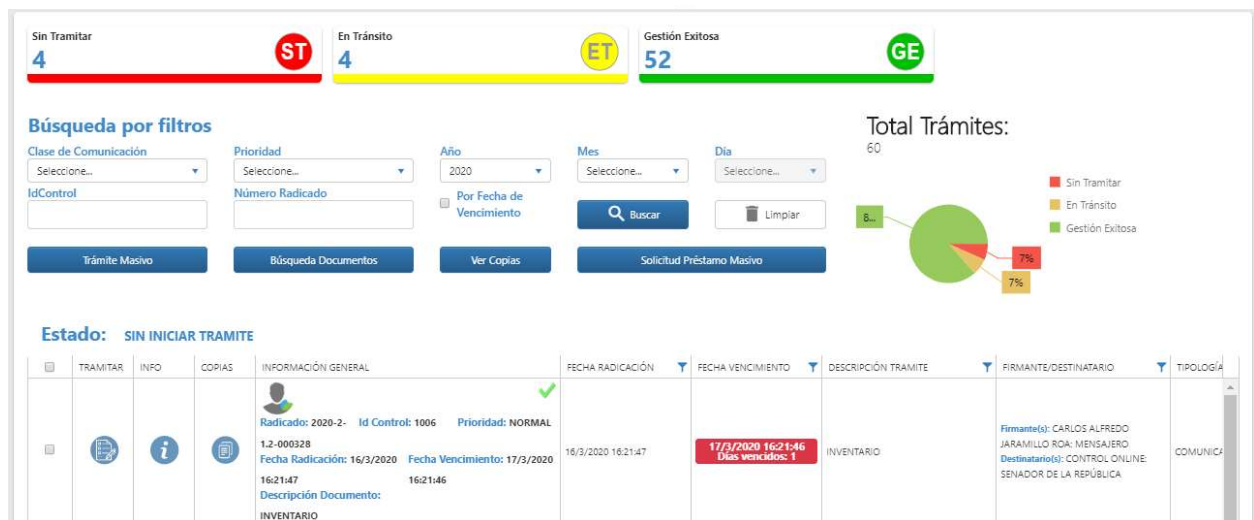 Sin Tramitar
4
ST
En Tránsito
4
ET
Gestión Exitosa
52
GE
Búsqueda por filtros
Clase de Comunicación
Prioridad
Año
Mes
Día
Seleccione...
Seleccione...
2020
Seleccione...
Seleccione...
IdControl
Número Radicado
Por Fecha de
Vencimiento
Buscar
Limpiar
Trámite Masivo
Búsqueda Documentos
Ver Copias
Solicitud Préstamo Masivo
Total Trámites:
60
Sin Tramitar
En Tránsito
Gestión Exitosa
8...
7%
7%
Estado: SIN INICIAR TRAMITE
TRAMITAR INFO COPIAS INFORMACIÓN GENERAL FECHA RADICACIÓN FECHA VENCIMIENTO DESCRIPCIÓN TRAMITE FIRMANTE/DESTINATARIO TIPOLOGÍA
Radicado: 2020-2- Id Control: 1006 Prioridad: NORMAL
1.2-000328
Fecha Radicación: 16/3/2020 Fecha Vencimiento: 17/3/2020
16:21:47 16:21:46
Descripción Documento:
INVENTARIO
16/3/2020 16:21:47
17/3/2020 16:21:46
Días vencidos: 1
INVENTARIO
Firmante(s): CARLOS ALFREDO
JARAMILLO ROA: MENSAJERO
Destinatario(s): CONTROL ONLINE:
SENADOR DE LA REPÚBLICA
COMUNICA